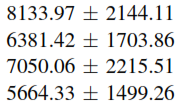 8133.97 ± 2144.11
6381.42 ± 1703.86
7050.06 ± 2215.51
5664.33 ± 1499.26